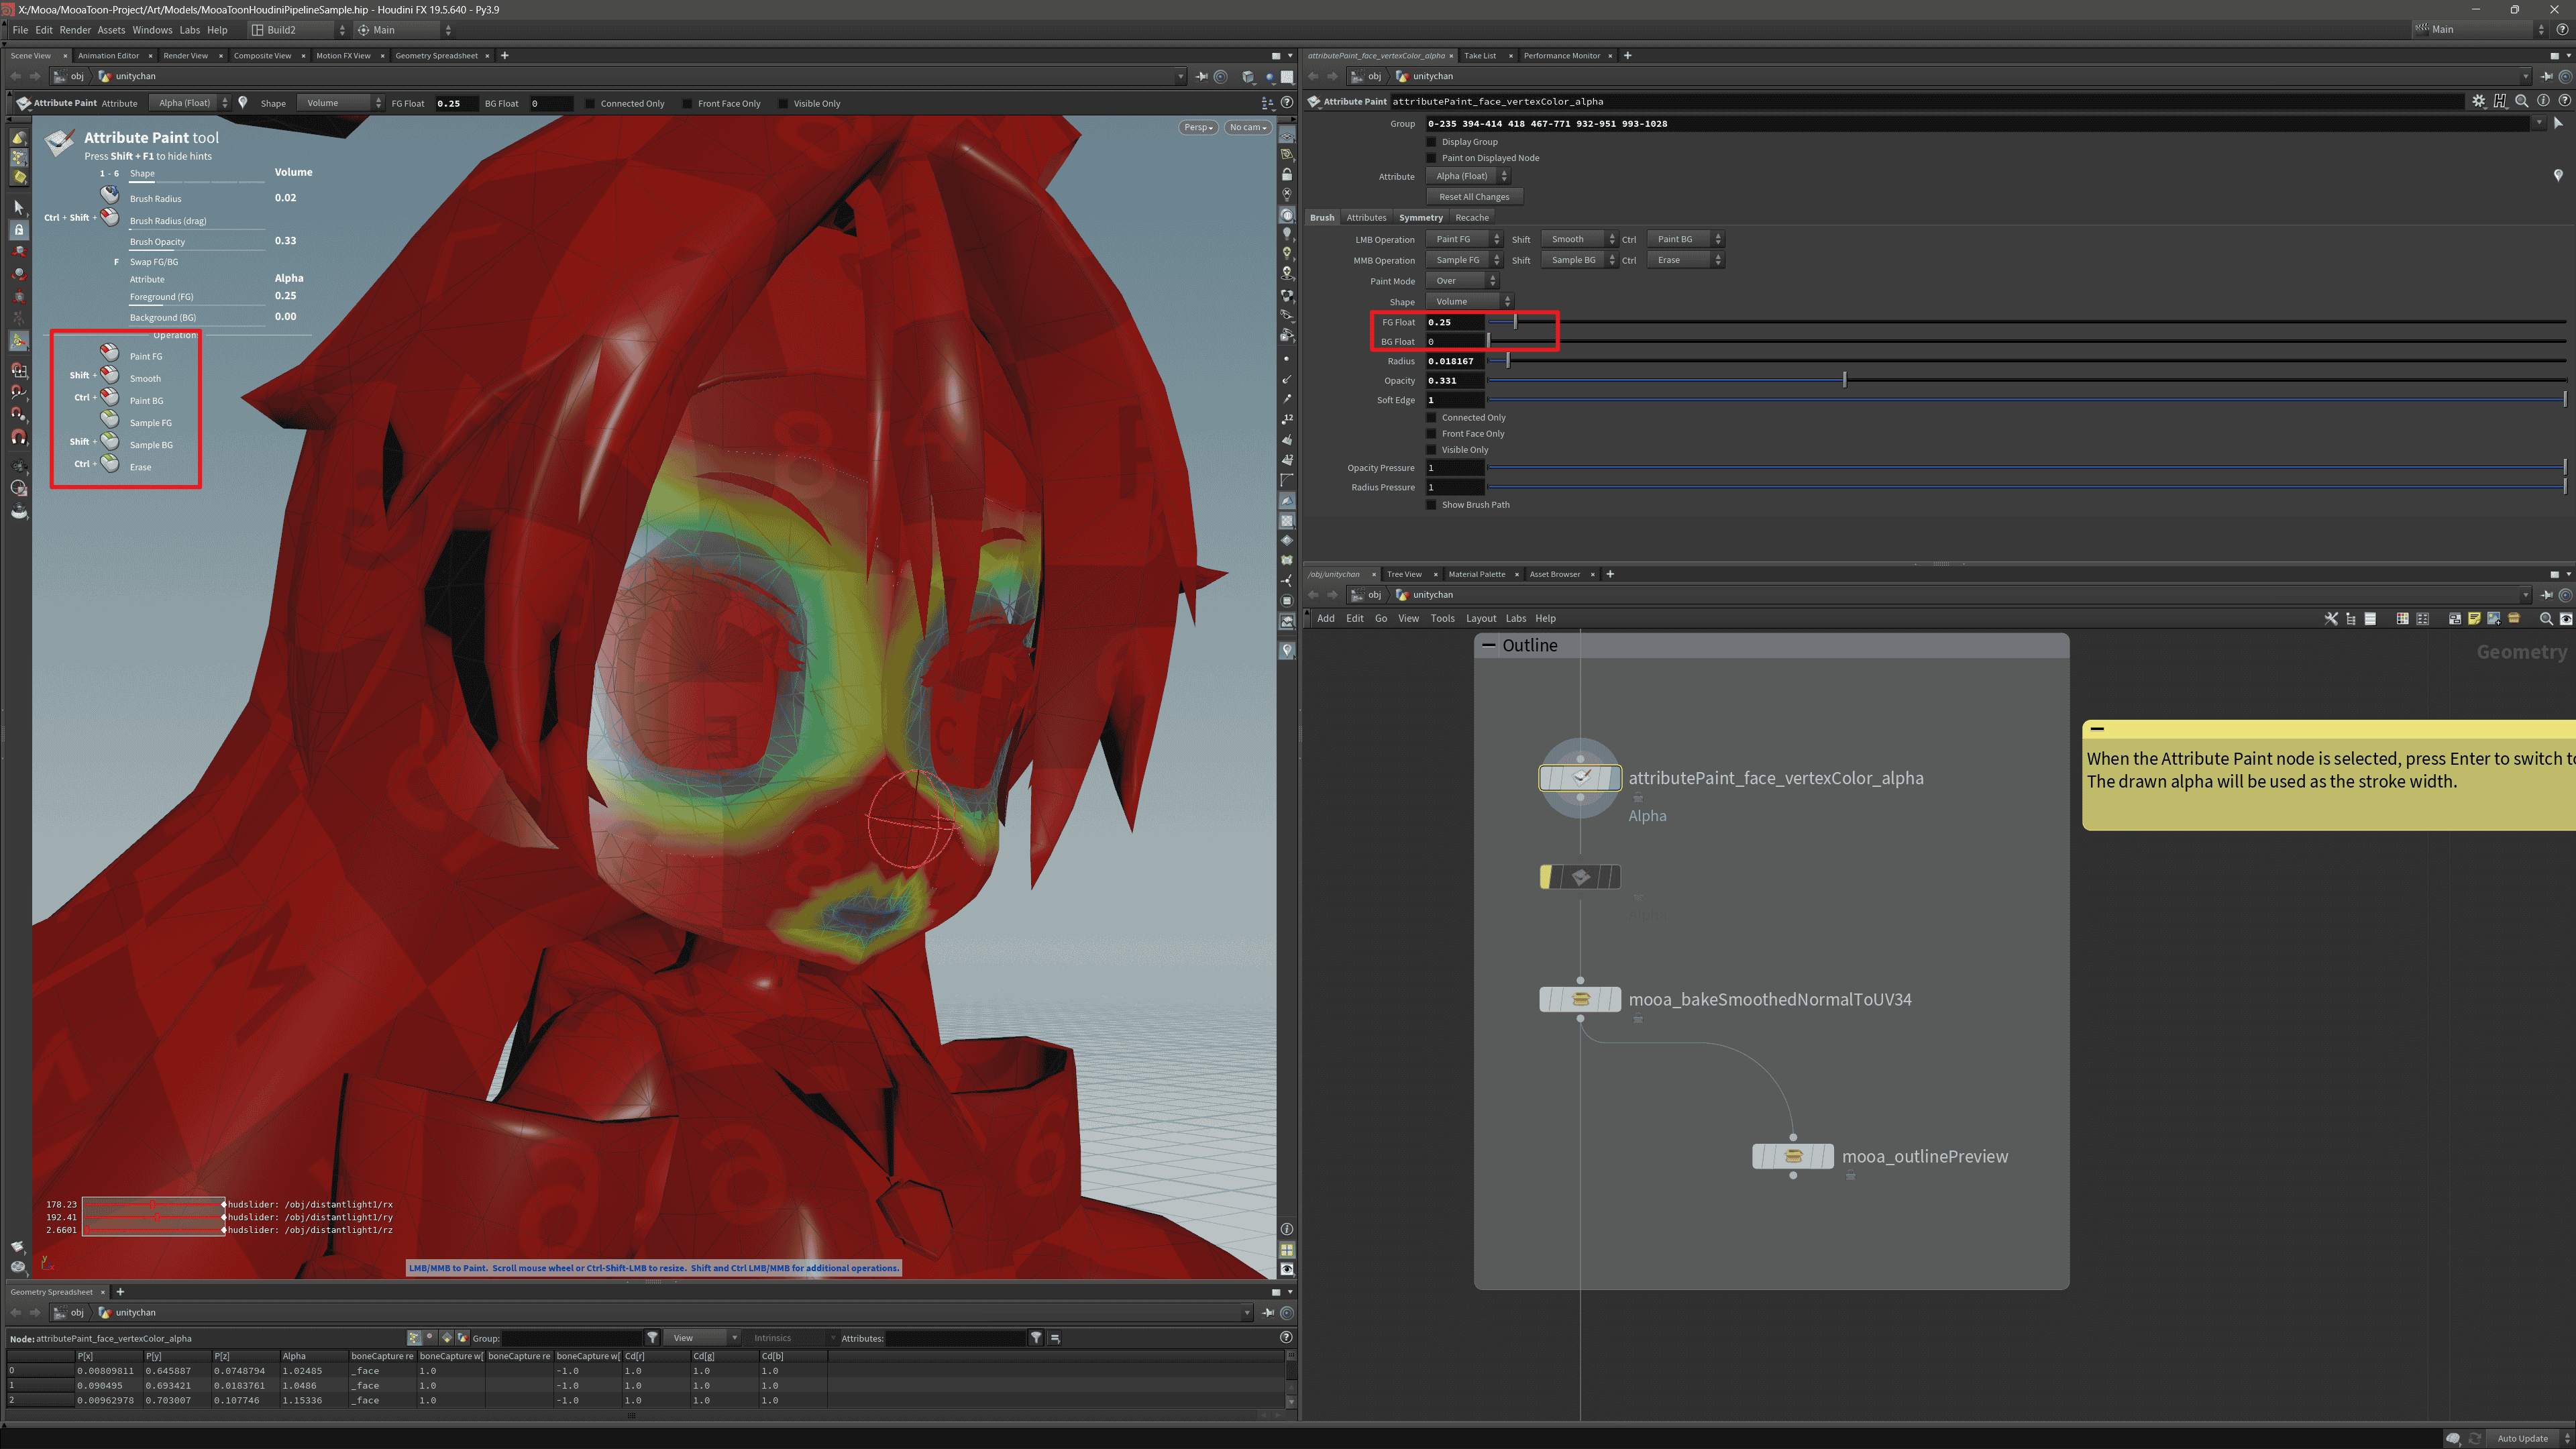 X:/Mooa/MooaToon-Project/Art/Models/MooaToonHoudiniPipelineSample.hip - Houdini FX 19.5.640 - Py3.9
File Edit Render Assets Windows Labs Help Build2 Main Main
Scene View Animation Editor Render View Composite View Motion FX View Geometry Spreadsheet
obj unitychan
Attribute Paint Attribute Alpha (Float) Shape Volume FG Float 0.25 BG Float 0 Connected Only Front Face Only Visible Only
Attribute Paint tool
Press Shift + F1 to hide hints
1 - 6 Shape Volume
Brush Radius 0.02
Ctrl + Shift + Brush Radius (drag)
Brush Opacity 0.33
F Swap FG/BG
Attribute Alpha
Foreground (FG) 0.25
Background (BG) 0.00
Operation
Paint FG
Shift + Smooth
Ctrl + Paint BG
Sample FG
Shift + Sample BG
Ctrl + Erase
Persp No cam
178.23 hudslider: /obj/distantlight1/rx
192.41 hudslider: /obj/distantlight1/ry
2.6601 hudslider: /obj/distantlight1/rz
LMB/MMB to Paint. Scroll mouse wheel or Ctrl-Shift-LMB to resize. Shift and Ctrl LMB/MMB for additional operations.
Geometry Spreadsheet
obj unitychan
Node: attributePaint_face_vertexColor_alpha Group: View Intrinsics Attributes:
P[x] P[y] P[z] Alpha boneCapture re boneCapture w[ boneCapture re boneCapture w[ Cd[r] Cd[g] Cd[b]
0 0.00809811 0.645887 0.0748794 1.02485 _face 1.0 -1.0 1.0 1.0 1.0
1 0.090495 0.693421 0.0183761 1.0486 _face 1.0 -1.0 1.0 1.0 1.0
2 0.00962978 0.703007 0.107746 1.15336 _face 1.0 -1.0 1.0 1.0 1.0
attributePaint_face_vertexColor_alpha Take List Performance Monitor
obj unitychan
Attribute Paint attributePaint_face_vertexColor_alpha
Group 0-235 394-414 418 467-771 932-951 993-1028
Display Group
Paint on Displayed Node
Attribute Alpha (Float)
Reset All Changes
Brush Attributes Symmetry Recache
LMB Operation Paint FG Shift Smooth Ctrl Paint BG
MMB Operation Sample FG Shift Sample BG Ctrl Erase
Paint Mode Over
Shape Volume
FG Float 0.25
BG Float 0
Radius 0.018167
Opacity 0.331
Soft Edge 1
Connected Only
Front Face Only
Visible Only
Opacity Pressure 1
Radius Pressure 1
Show Brush Path
/obj/unitychan Tree View Material Palette Asset Browser
obj unitychan
Add Edit Go View Tools Layout Labs Help
Geometry
Outline
attributePaint_face_vertexColor_alpha
Alpha
mooa_bakeSmoothedNormalToUV34
mooa_outlinePreview
When the Attribute Paint node is selected, press Enter to switch to
The drawn alpha will be used as the stroke width.
Auto Update